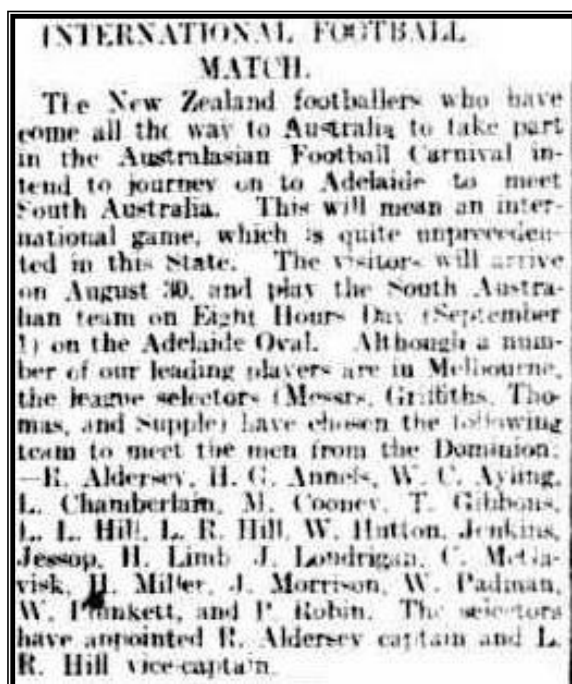 INTERNATIONAL FOOTBALL
MATCH.
The New Zealand footballers who have
come all the way to Australia to take part
in the Australasian Football Carnival in-
tend to journey on to Adelaide to meet
South Australia. This will mean an inter-
national game, which is quite unpreceden-
ted in this State. The visitors will arrive
on August 30, and play the South Austra-
lian team on Eight Hours Day (September
1) on the Adelaide Oval. Although a num-
ber of our leading players are in Melbourne,
the league selectors (Messrs. Griffiths, Tho-
mas, and Supple) have chosen the following
team to meet the men from the Dominion:
—R. Aldersey, H. G. Annels, W. C. Ayling,
L. Chamberlain, M. Cooney, T. Gibbons,
L. L. Hill, L. R. Hill, W. Hutton, Jenkins,
Jessop, H. Limb, J. Londrigan, C. McGa-
visk, H. Miller, J. Morrison, W. Padman,
W. Plunkett, and P. Robin. The selectors
have appointed R. Aldersey captain and L.
R. Hill vice-captain.